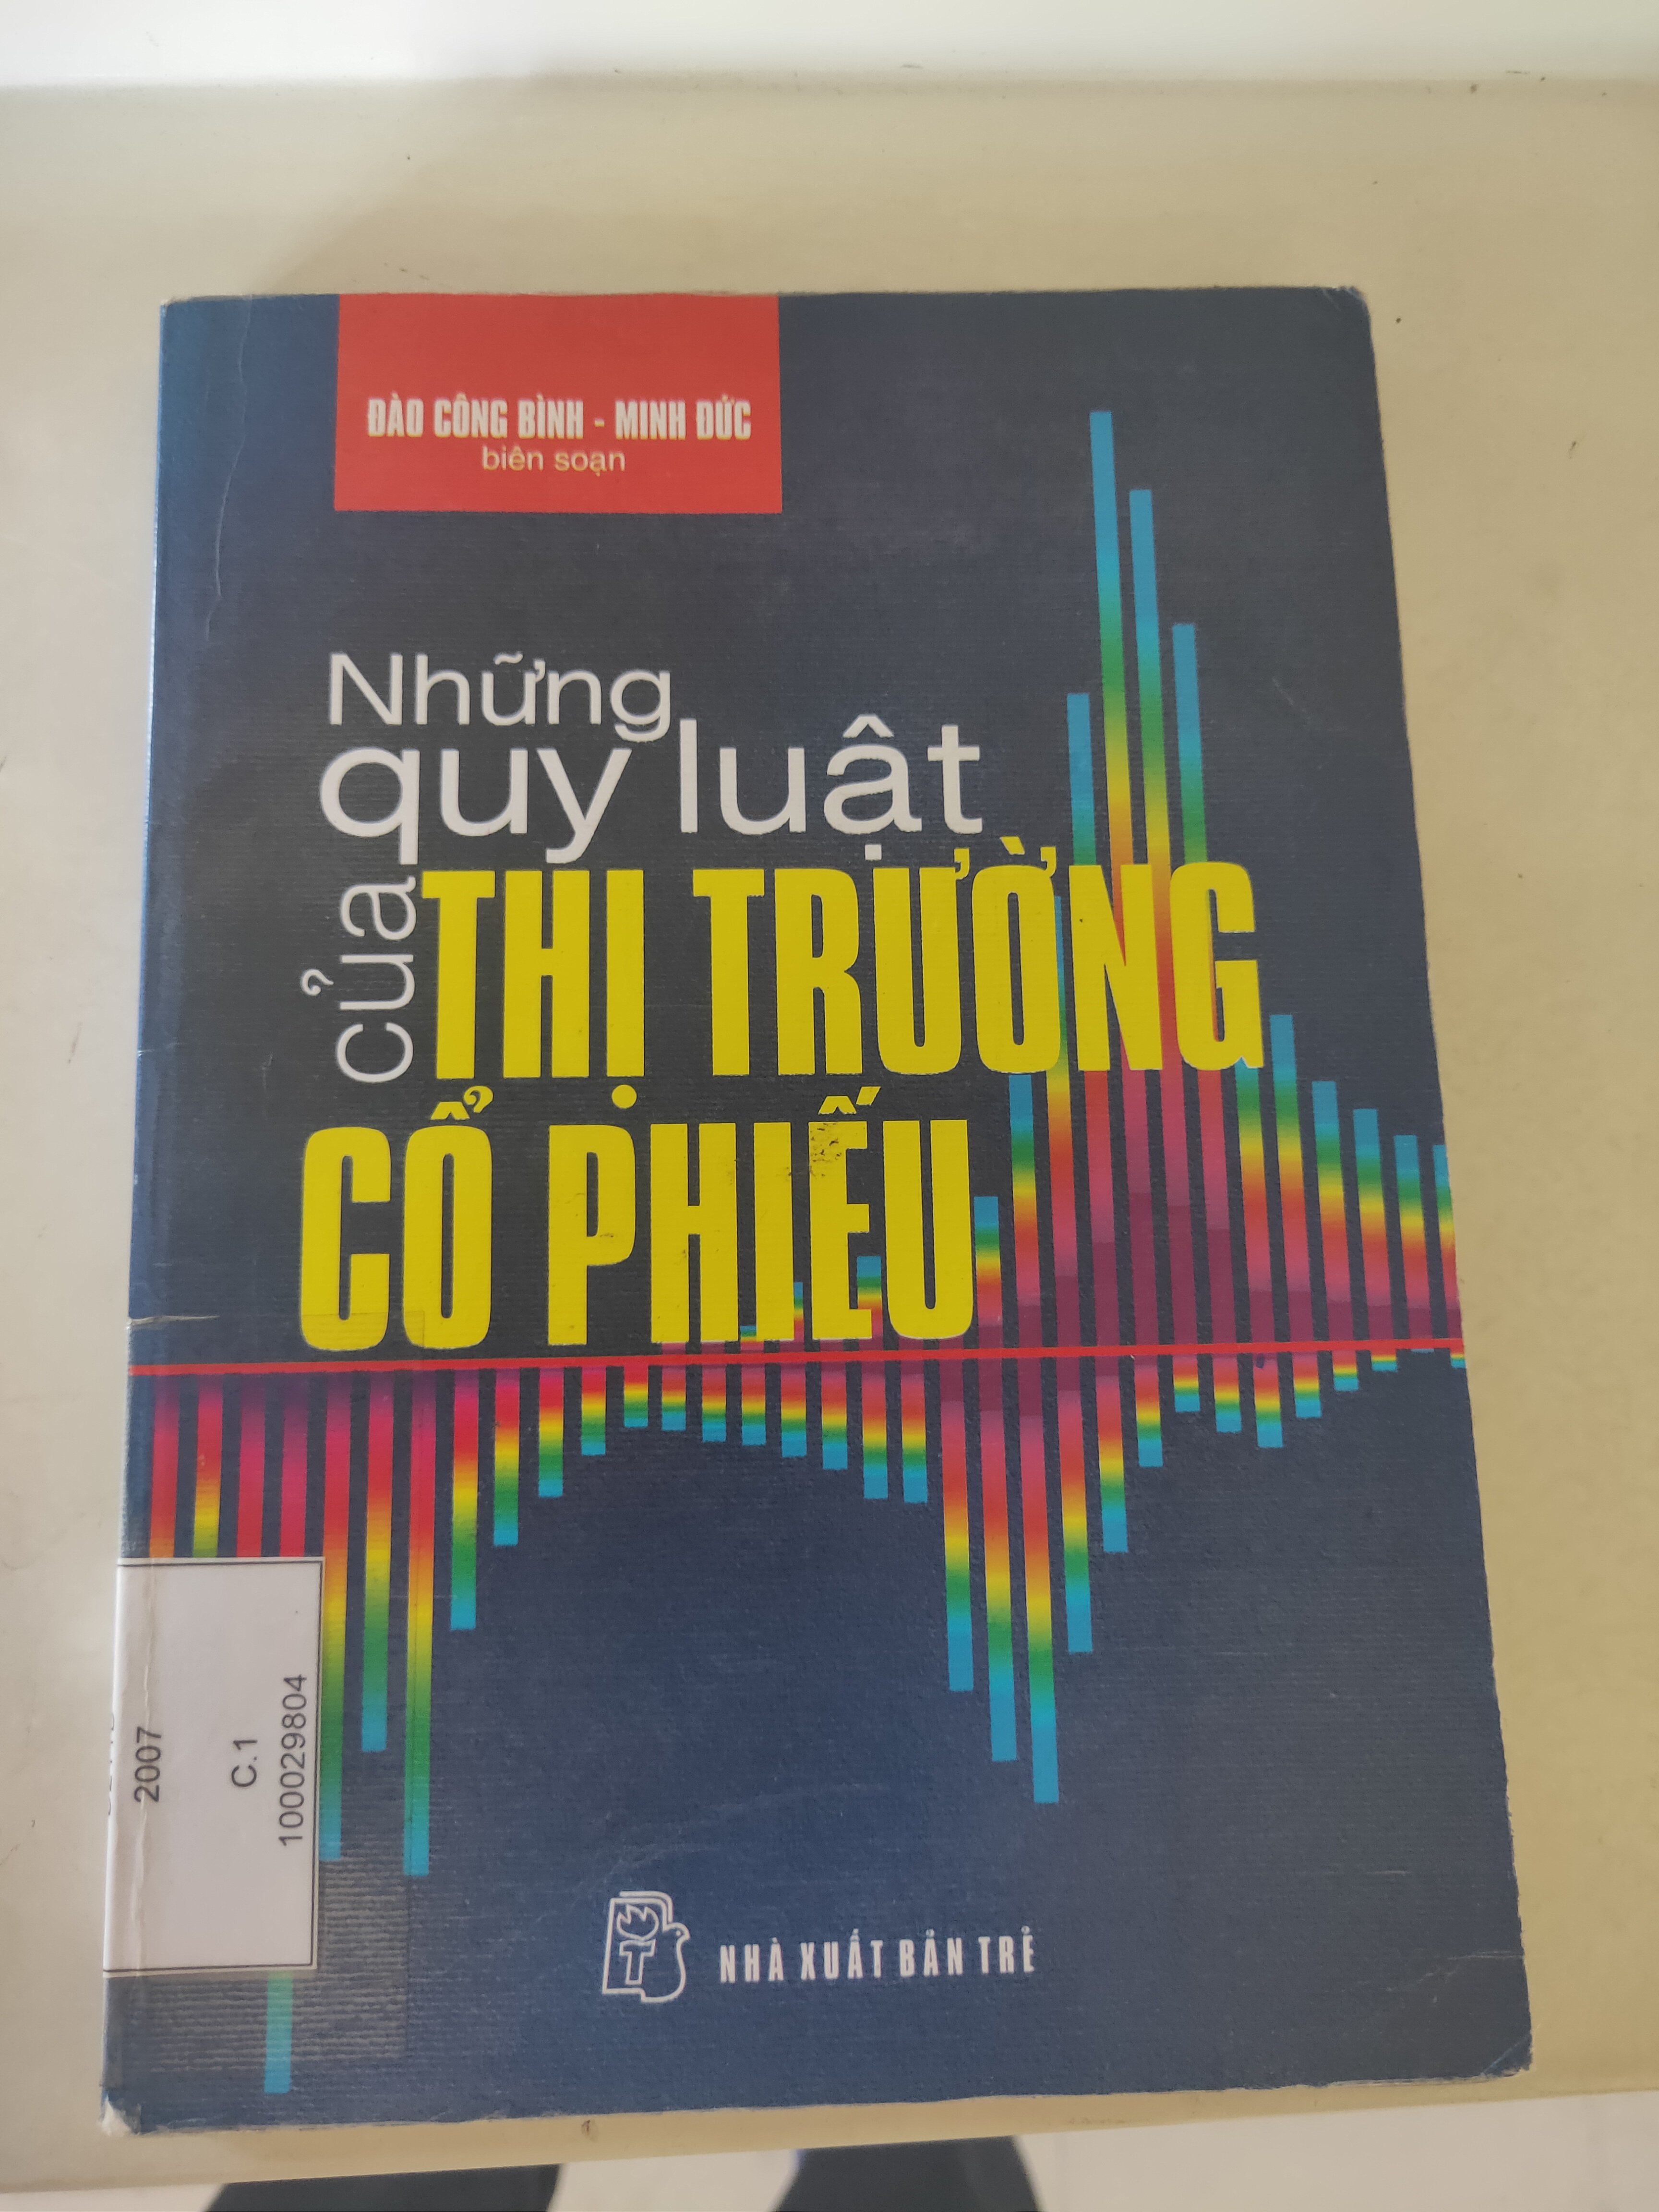 ĐÀO CÔNG BÌNH - MINH ĐỨC
biên soạn
Những
quy luật
của
THỊ TRƯỜNG
CỔ PHIẾU
2007
C.1
100029804
NHÀ XUẤT BẢN TRẺ